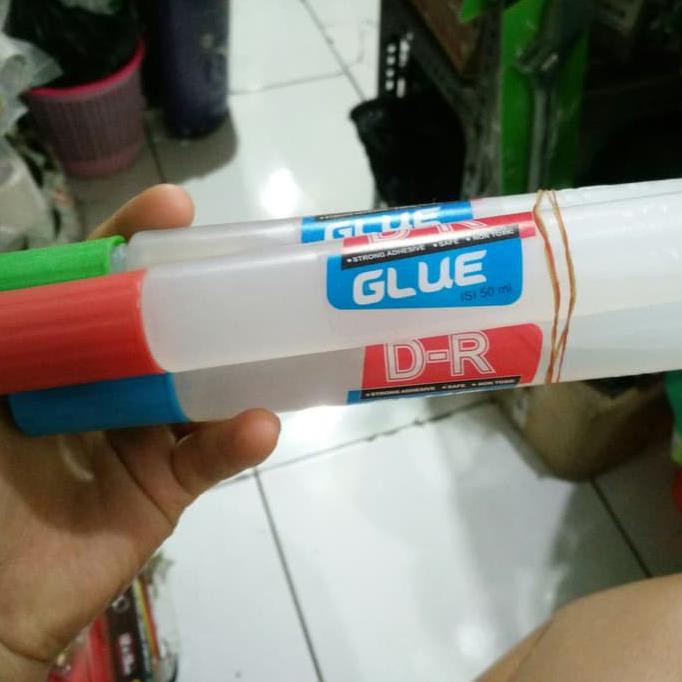 GLUE
D-R
• STRONG ADHESIVE • SAFE • NON TOXIC
GLUE
ISI 50 ml
D-R
• STRONG ADHESIVE • SAFE • NON TOXIC